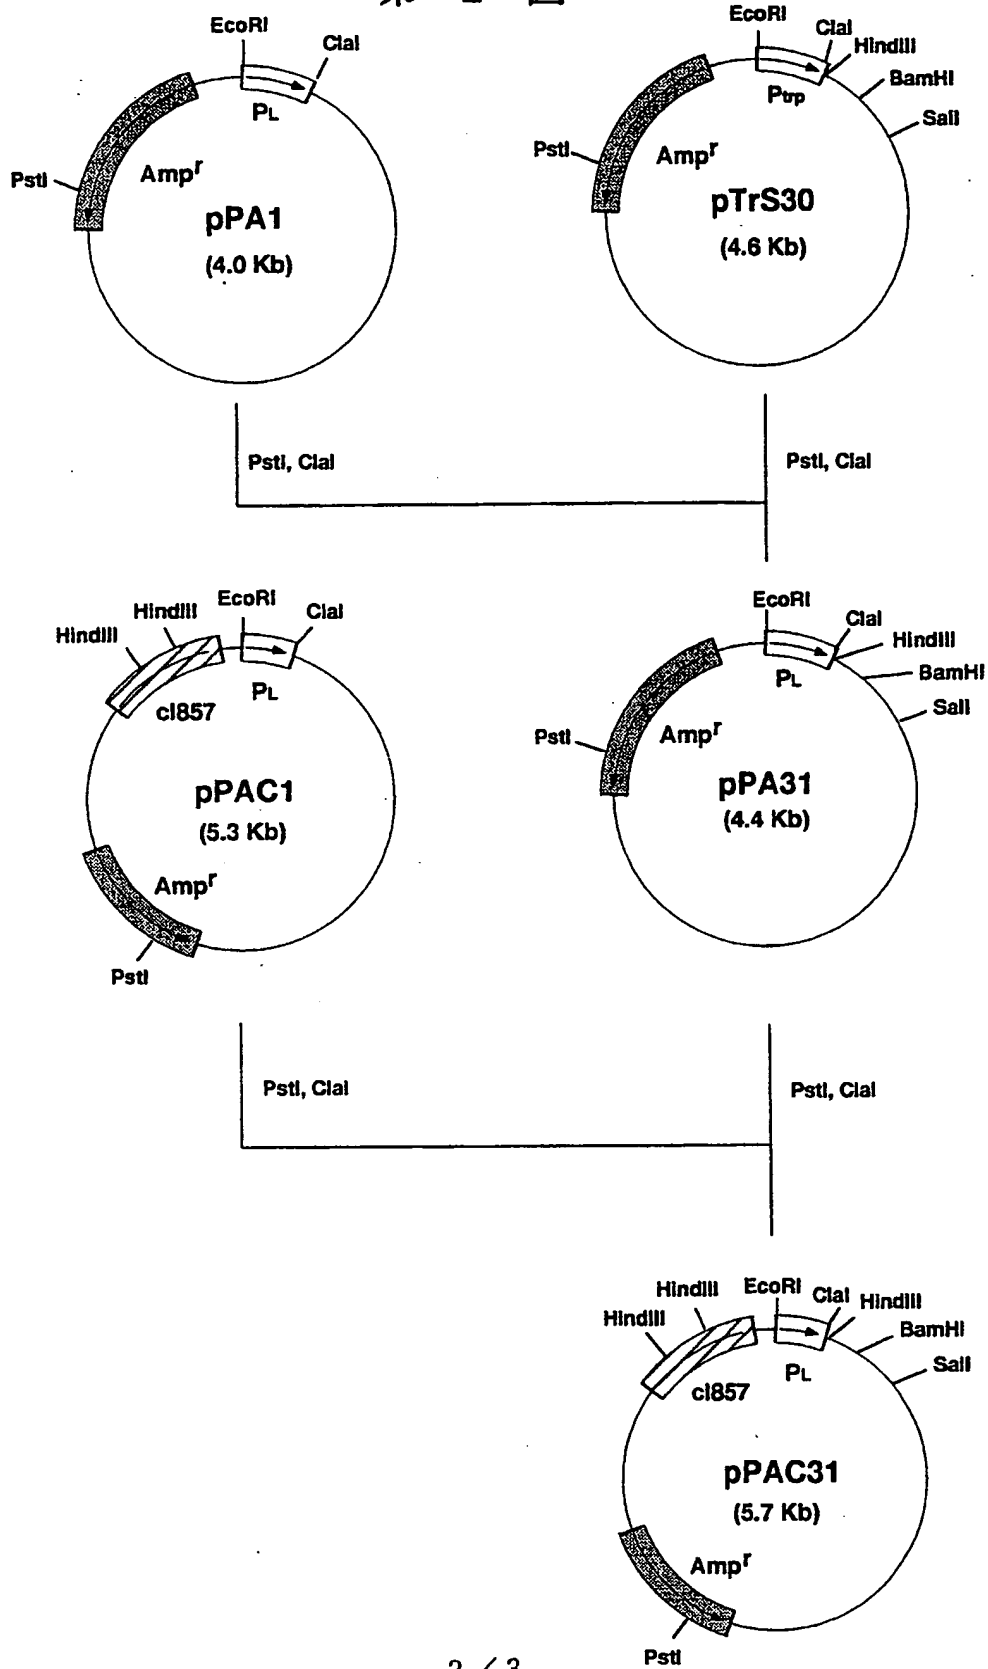 EcoRI
ClaI
PL
PstI
Ampr
pPA1
(4.0 Kb)
EcoRI
ClaI
HindIII
BamHI
SalI
Ptrp
PstI
Ampr
pTrS30
(4.6 Kb)
PstI, ClaI
PstI, ClaI
EcoRI
HindIII
HindIII
ClaI
PL
cI857
pPAC1
(5.3 Kb)
Ampr
PstI
EcoRI
ClaI
HindIII
BamHI
SalI
PL
PstI
Ampr
pPA31
(4.4 Kb)
PstI, ClaI
PstI, ClaI
EcoRI
HindIII
HindIII
ClaI
HindIII
BamHI
SalI
PL
cI857
pPAC31
(5.7 Kb)
Ampr
PstI